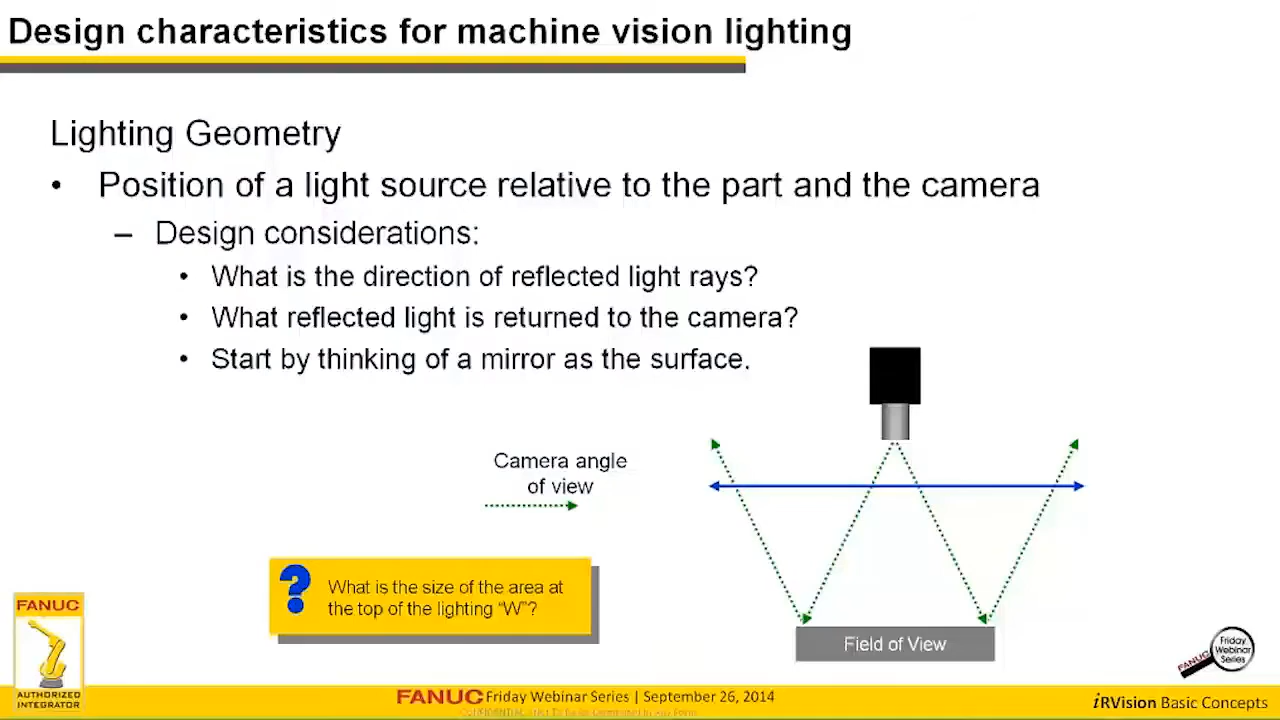 Design characteristics for machine vision lighting
Lighting Geometry
• Position of a light source relative to the part and the camera
– Design considerations:
• What is the direction of reflected light rays?
• What reflected light is returned to the camera?
• Start by thinking of a mirror as the surface.
Camera angle
of view
? What is the size of the area at
the top of the lighting “W”?
Field of View
FANUC
AUTHORIZED
INTEGRATOR
FANUC
Friday
Webinar
Series
FANUC Friday Webinar Series | September 26, 2014
iRVision Basic Concepts